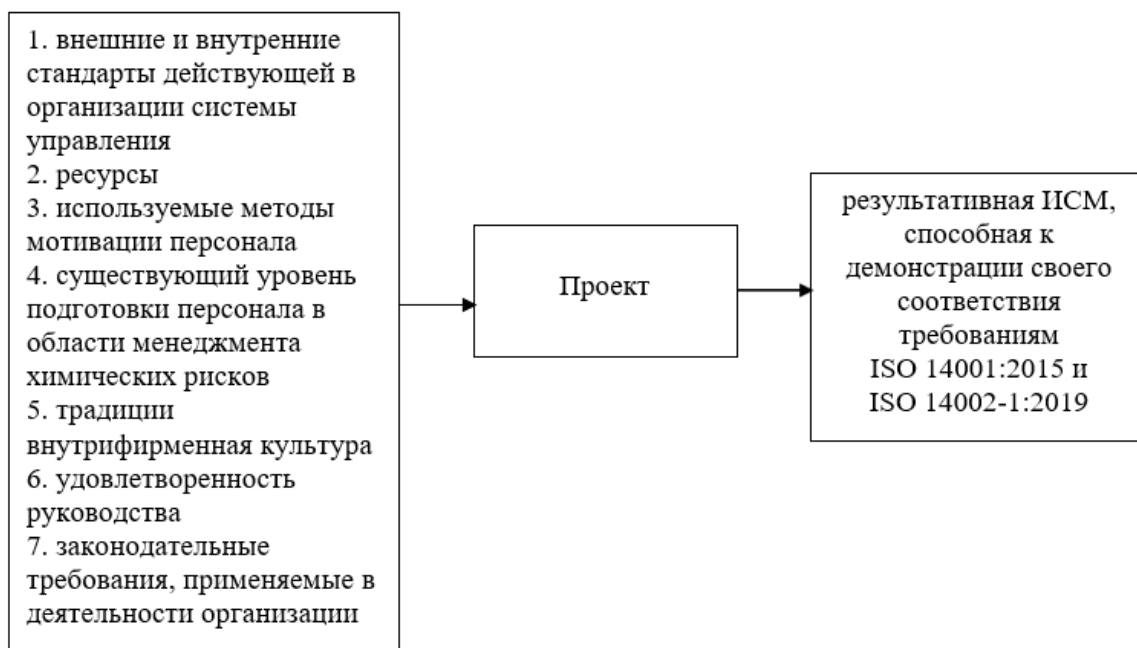 1. внешние и внутренние
стандарты действующей в
организации системы
управления
2. ресурсы
3. используемые методы
мотивации персонала
4. существующий уровень
подготовки персонала в
области менеджмента
химических рисков
5. традиции
внутрифирменная культура
6. удовлетворенность
руководства
7. законодательные
требования, применяемые в
деятельности организации
Проект
результативная ИСМ,
способная к
демонстрации своего
соответствия
требованиям
ISO 14001:2015 и
ISO 14002-1:2019